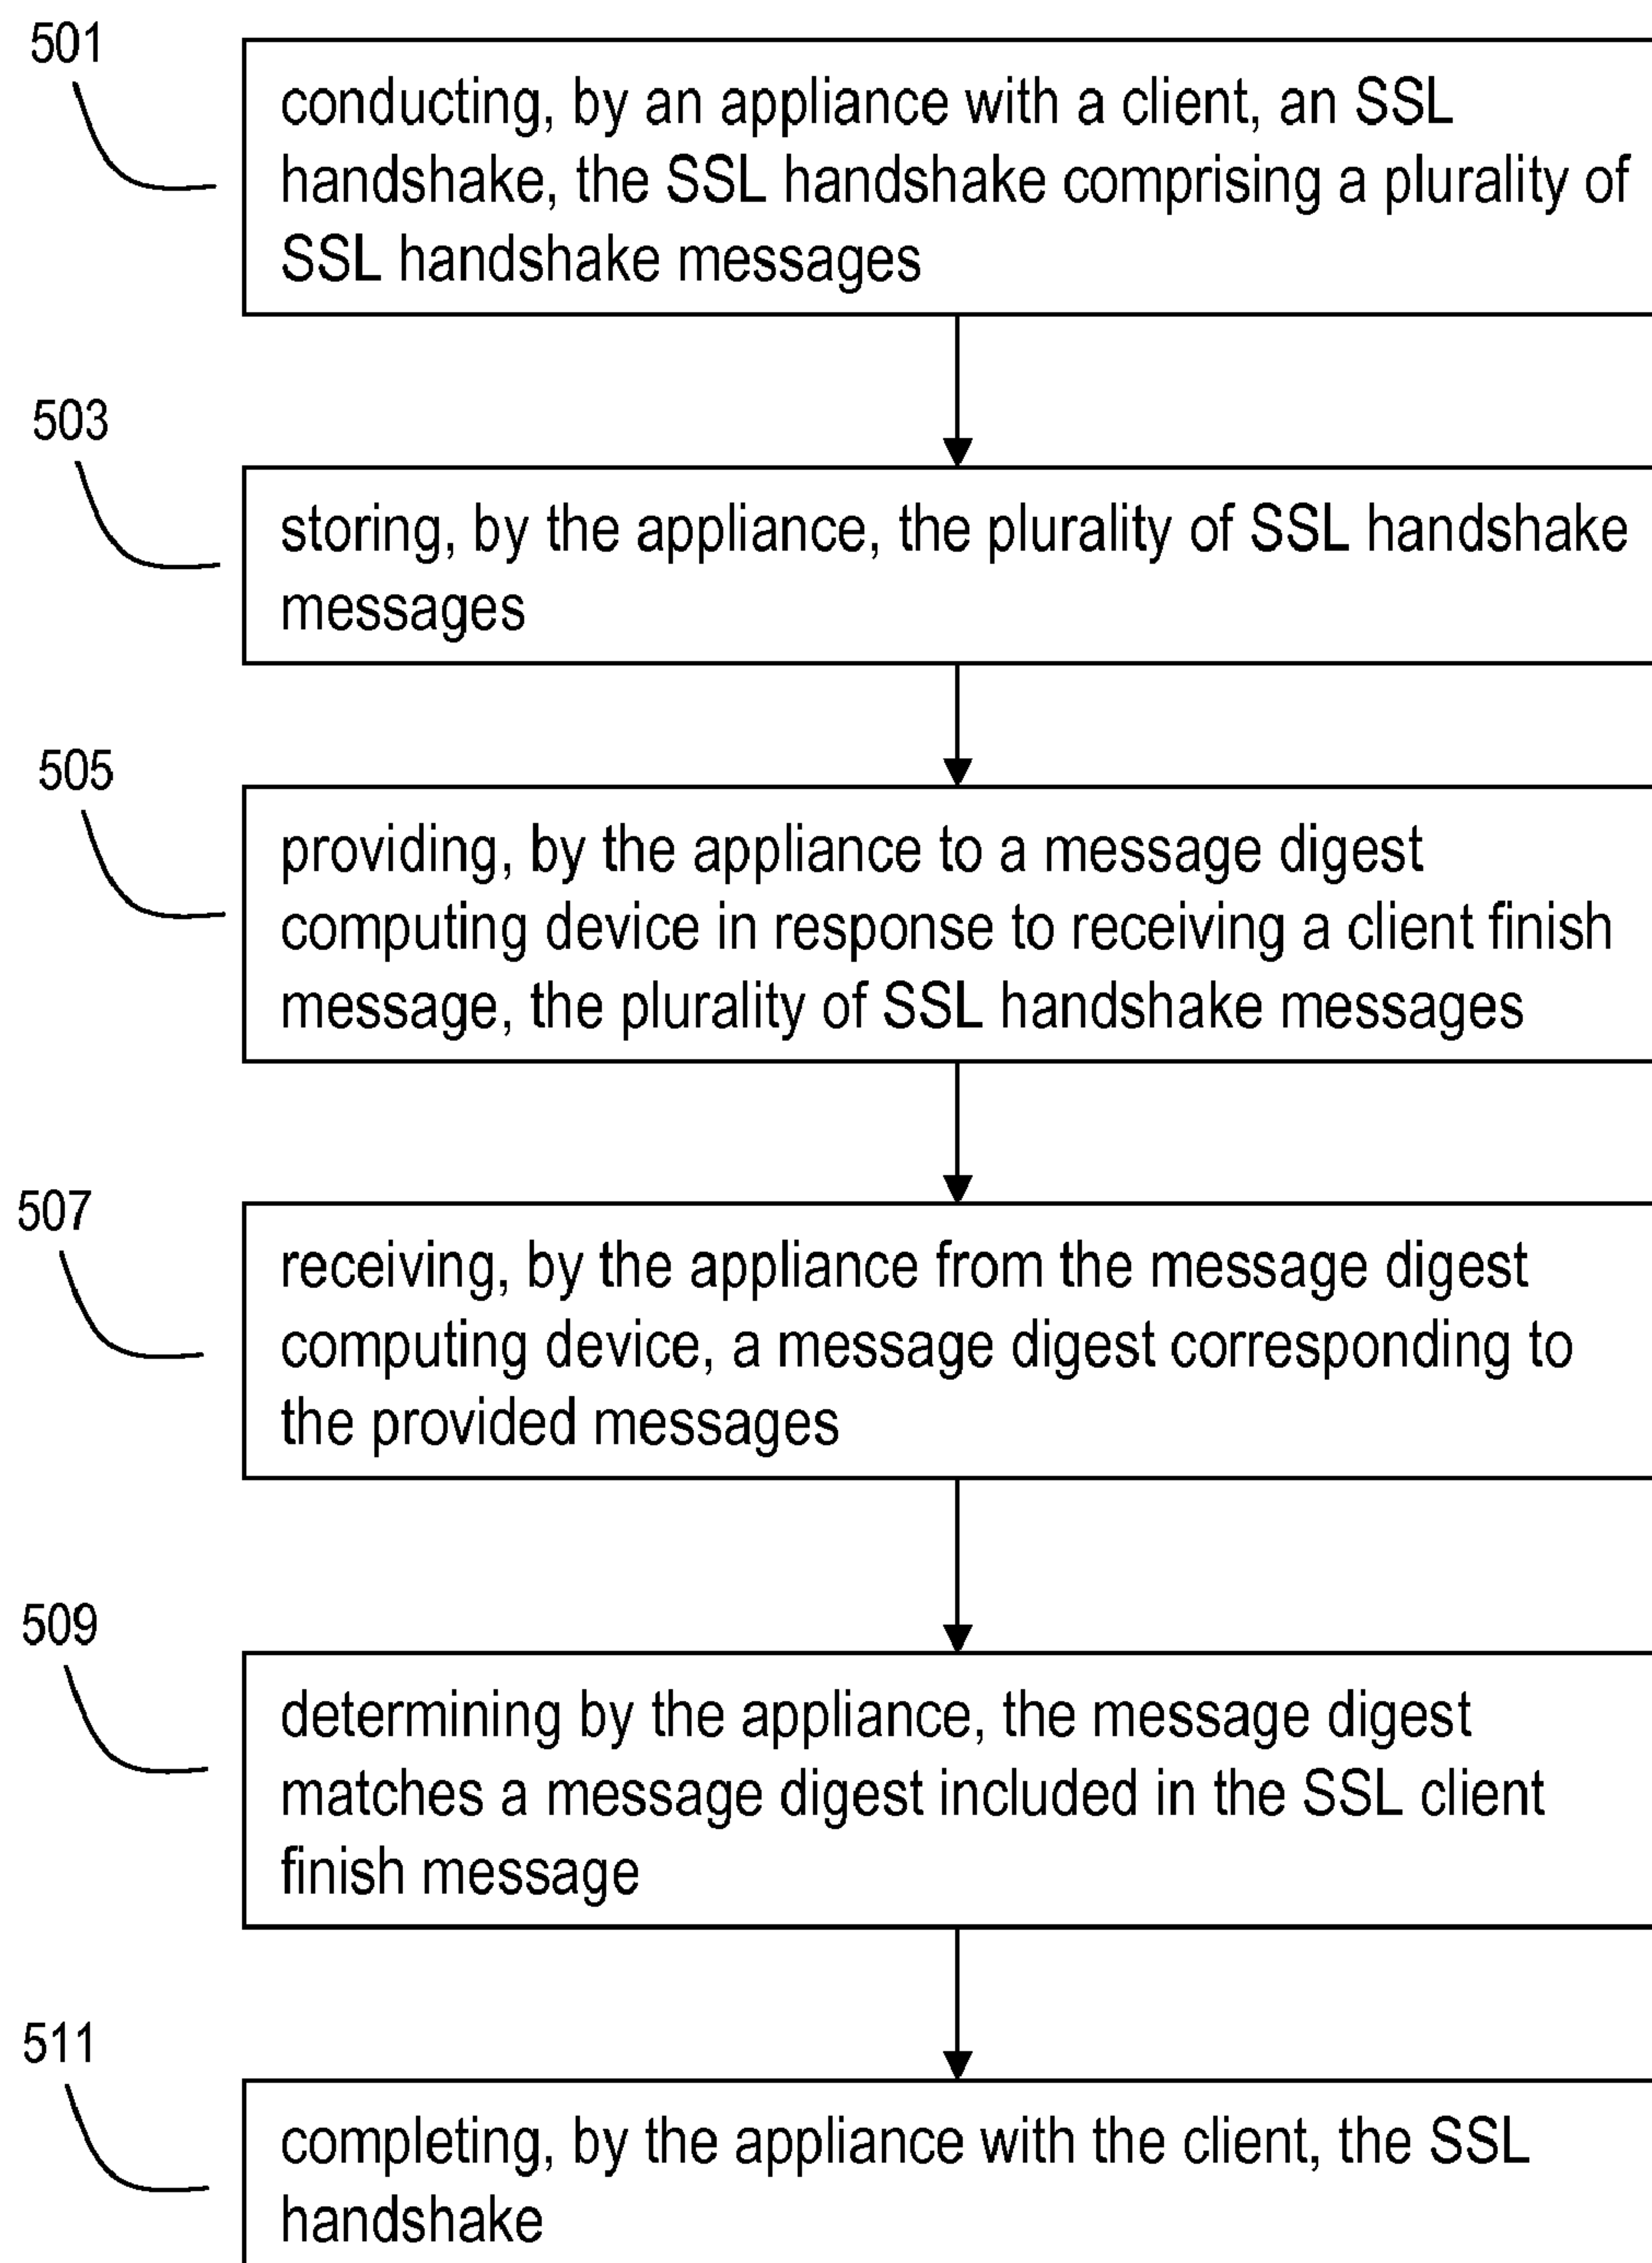 501
conducting, by an appliance with a client, an SSL
handshake, the SSL handshake comprising a plurality of
SSL handshake messages
503
storing, by the appliance, the plurality of SSL handshake
messages
505
providing, by the appliance to a message digest
computing device in response to receiving a client finish
message, the plurality of SSL handshake messages
507
receiving, by the appliance from the message digest
computing device, a message digest corresponding to
the provided messages
509
determining by the appliance, the message digest
matches a message digest included in the SSL client
finish message
511
completing, by the appliance with the client, the SSL
handshake